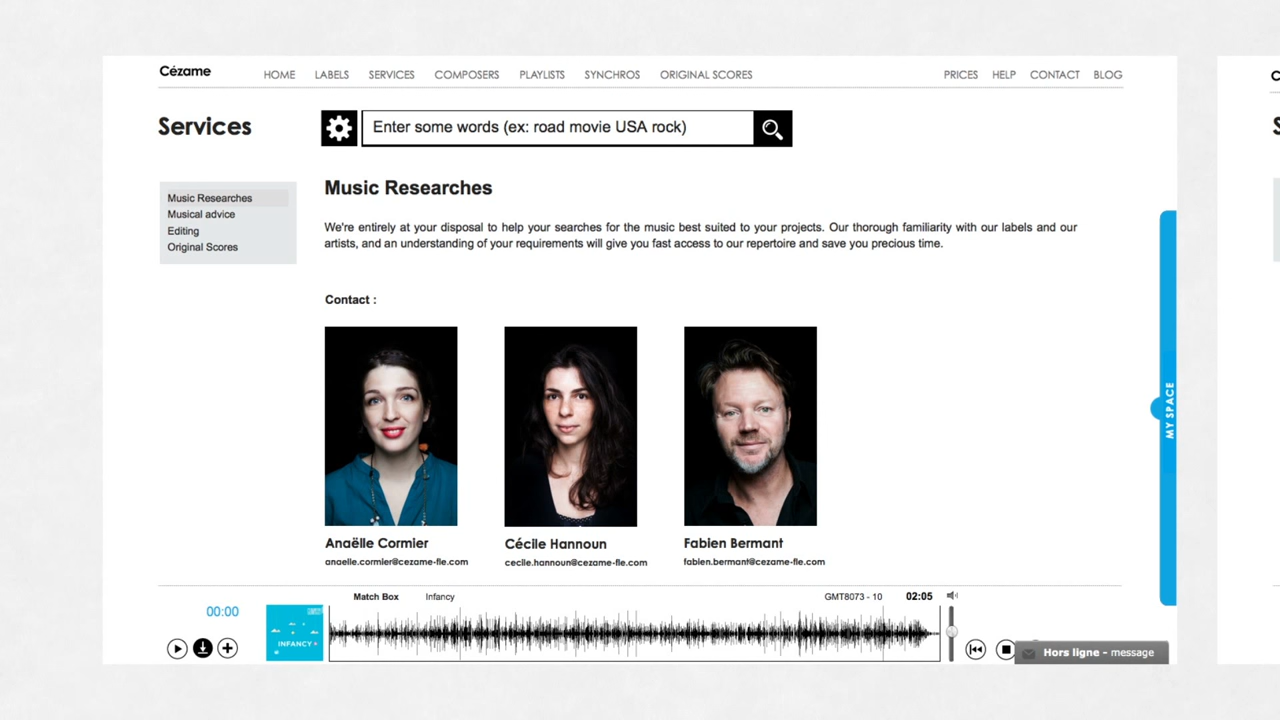 Cézame
HOME LABELS SERVICES COMPOSERS PLAYLISTS SYNCHROS ORIGINAL SCORES
PRICES HELP CONTACT BLOG
Services
Enter some words (ex: road movie USA rock)
Music Researches
Musical advice
Editing
Original Scores
Music Researches
We're entirely at your disposal to help your searches for the music best suited to your projects. Our thorough familiarity with our labels and our
artists, and an understanding of your requirements will give you fast access to our repertoire and save you precious time.
Contact :
Anaëlle Cormier
anaelle.cormier@cezame-fle.com
Cécile Hannoun
cecile.hannoun@cezame-fle.com
Fabien Bermant
fabien.bermant@cezame-fle.com
MY SPACE
00:00
INFANCY
Match Box Infancy GMT8073 - 10 02:05
Hors ligne - message